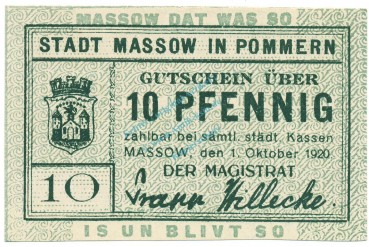 MASSOW DAT WAS SO
STADT MASSOW IN POMMERN
GUTSCHEIN ÜBER
10 PFENNIG
zahlbar bei sämtl. städt. Kassen
MASSOW, den 1. Oktober 1920.
DER MAGISTRAT
10
IS UN BLIVT SO